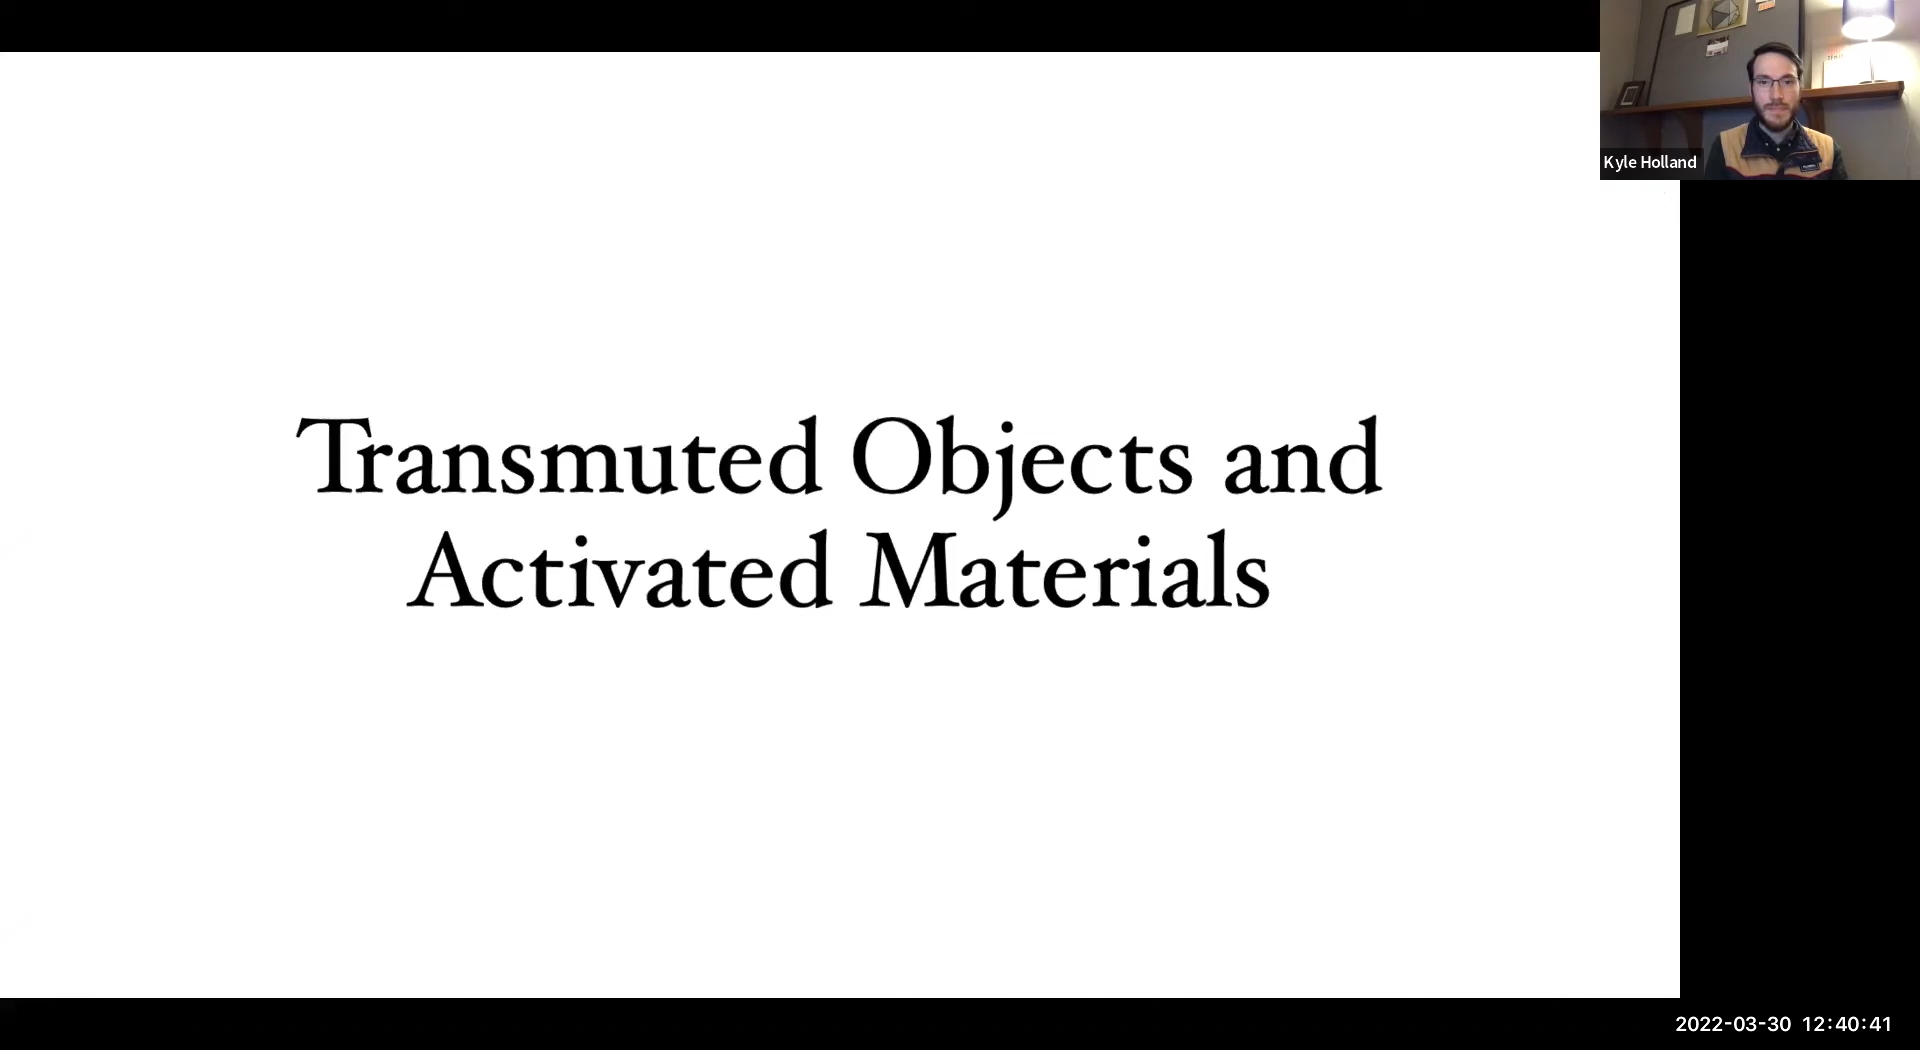 Kyle Holland
Transmuted Objects and
Activated Materials
2022-03-30 12:40:41